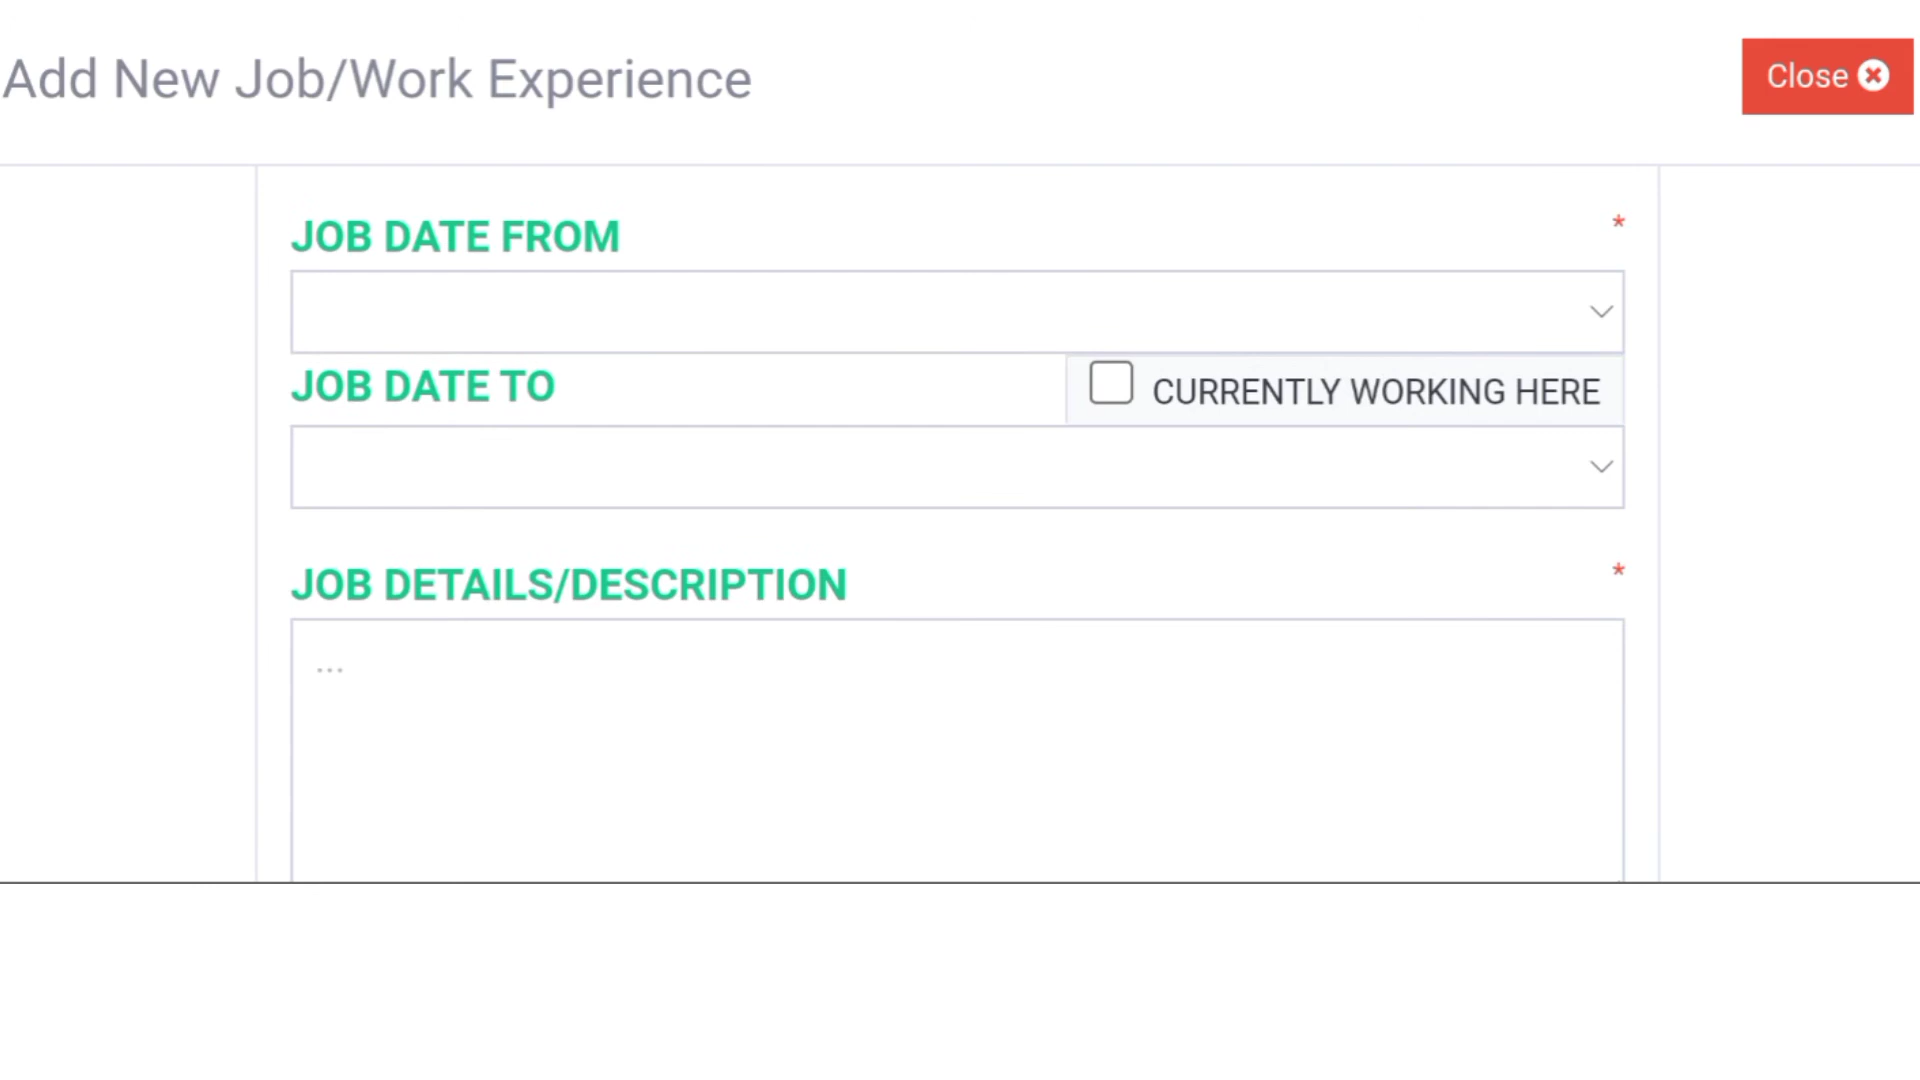 Add New Job/Work Experience
Close
JOB DATE FROM *
JOB DATE TO
CURRENTLY WORKING HERE
JOB DETAILS/DESCRIPTION *
...